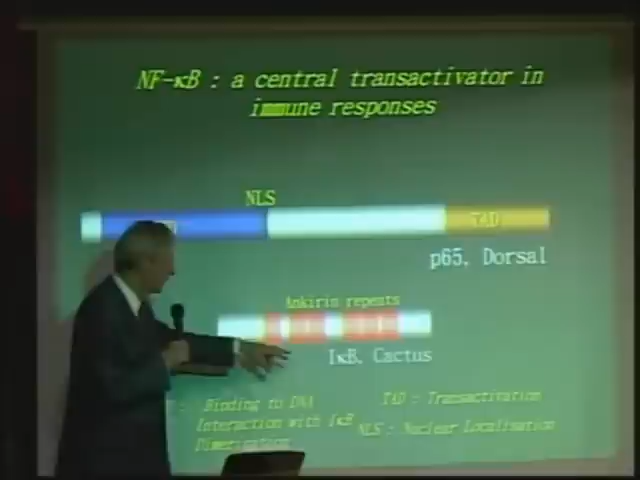 NF-κB : a central transactivator in
immune responses
NLS
TAD
p65, Dorsal
Ankirin repeats
IκB, Cactus
: Binding to DNA
Interaction with IκB
Dimerisation
TAD : Transactivation
NLS : Nuclear Localisation